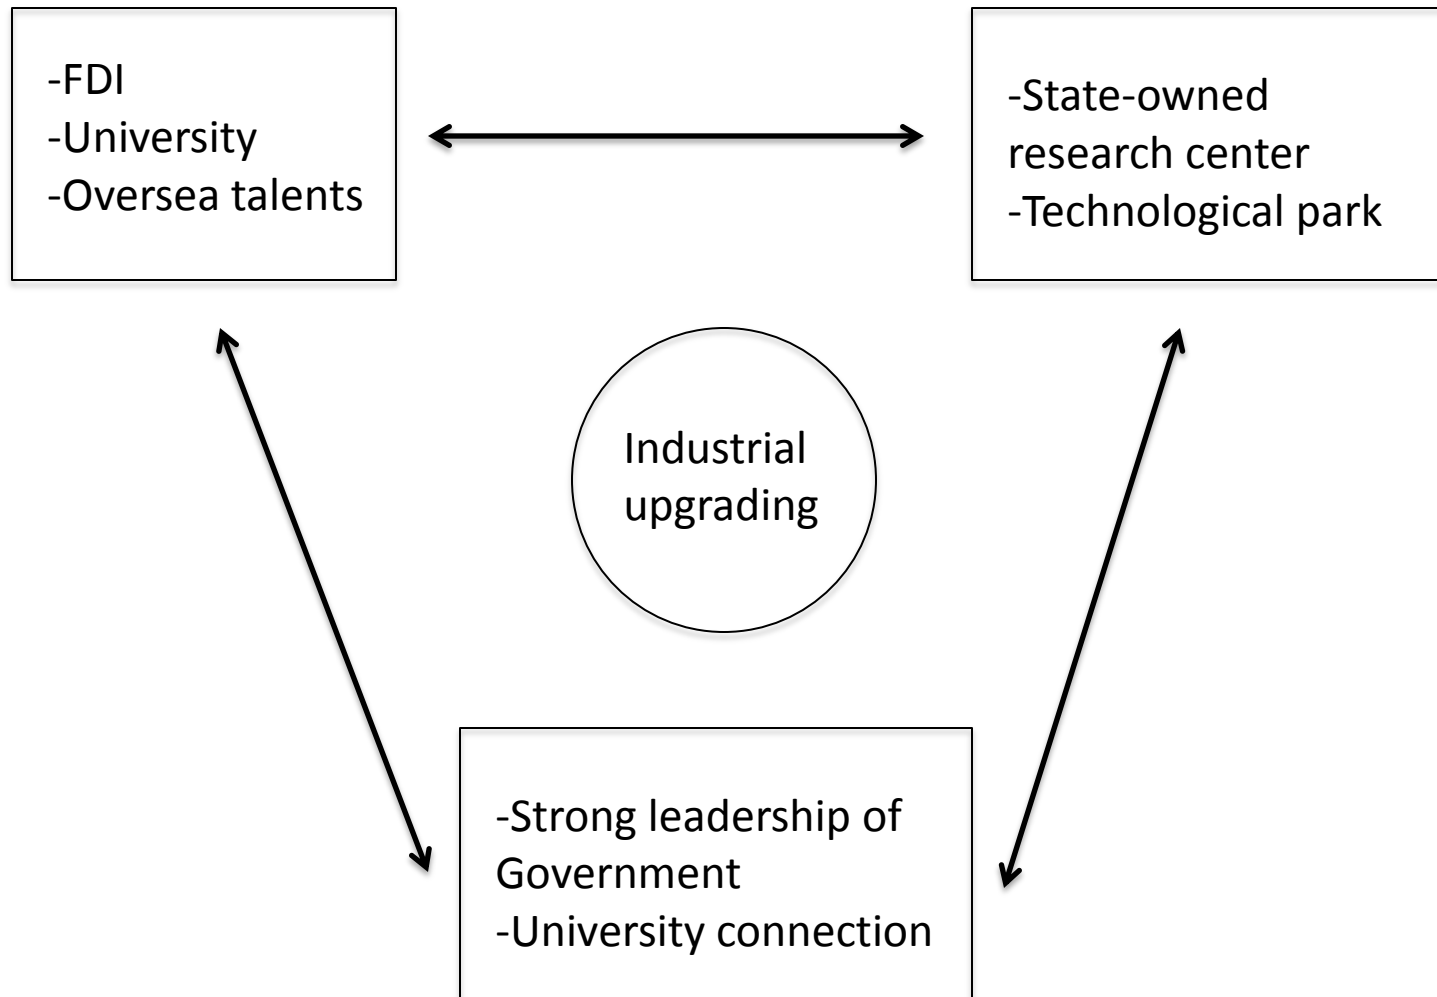 -FDI
-University
-Oversea talents
-State-owned
research center
-Technological park
Industrial
upgrading
-Strong leadership of
Government
-University connection